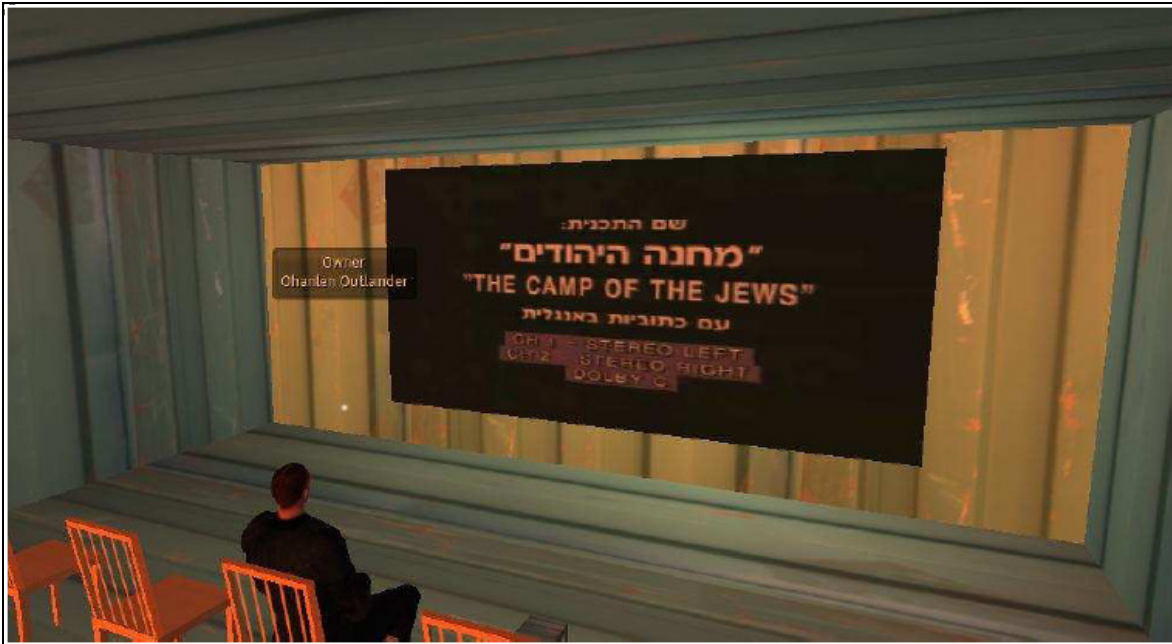 Owner
Ohanlen Outlander
שם התכנית:
"מחנה היהודים"
"THE CAMP OF THE JEWS"
עם כתוביות באנגלית
CH 1 - STEREO LEFT
CH 2 - STEREO RIGHT
DOLBY C